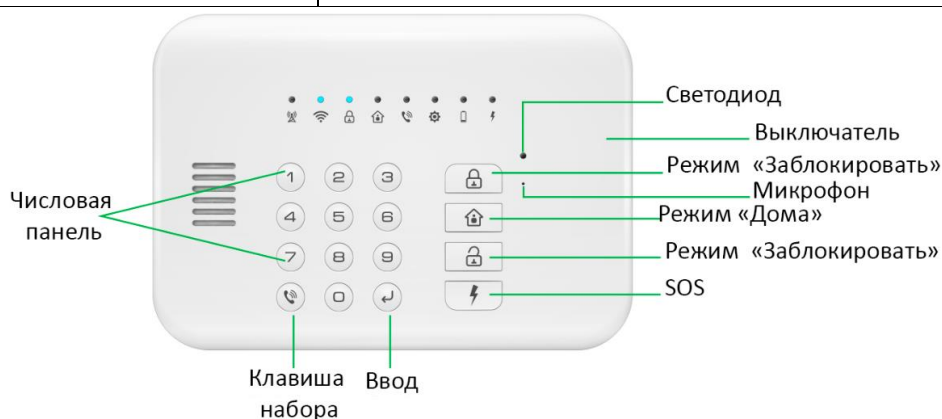 Светодиод
Выключатель
Режим «Заблокировать»
Микрофон
Режим «Дома»
Режим «Заблокировать»
SOS
Числовая
панель
1 2 3
4 5 6
7 8 9
0
Клавиша
набора
Ввод